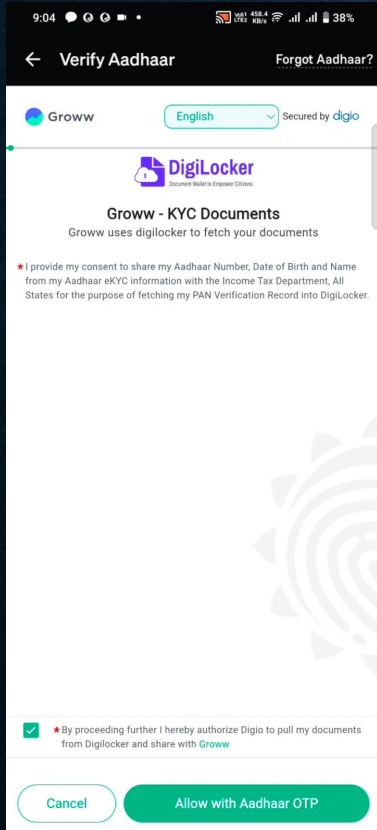 9:04 VoLTE2 458.4 KB/s 38%
Verify Aadhaar Forgot Aadhaar?
Groww English Secured by digio
DigiLocker
Document Wallet to Empower Citizens
Groww - KYC Documents
Groww uses digilocker to fetch your documents
*I provide my consent to share my Aadhaar Number, Date of Birth and Name
from my Aadhaar eKYC information with the Income Tax Department, All
States for the purpose of fetching my PAN Verification Record into DigiLocker.
*By proceeding further I hereby authorize Digio to pull my documents
from Digilocker and share with Groww
Cancel Allow with Aadhaar OTP